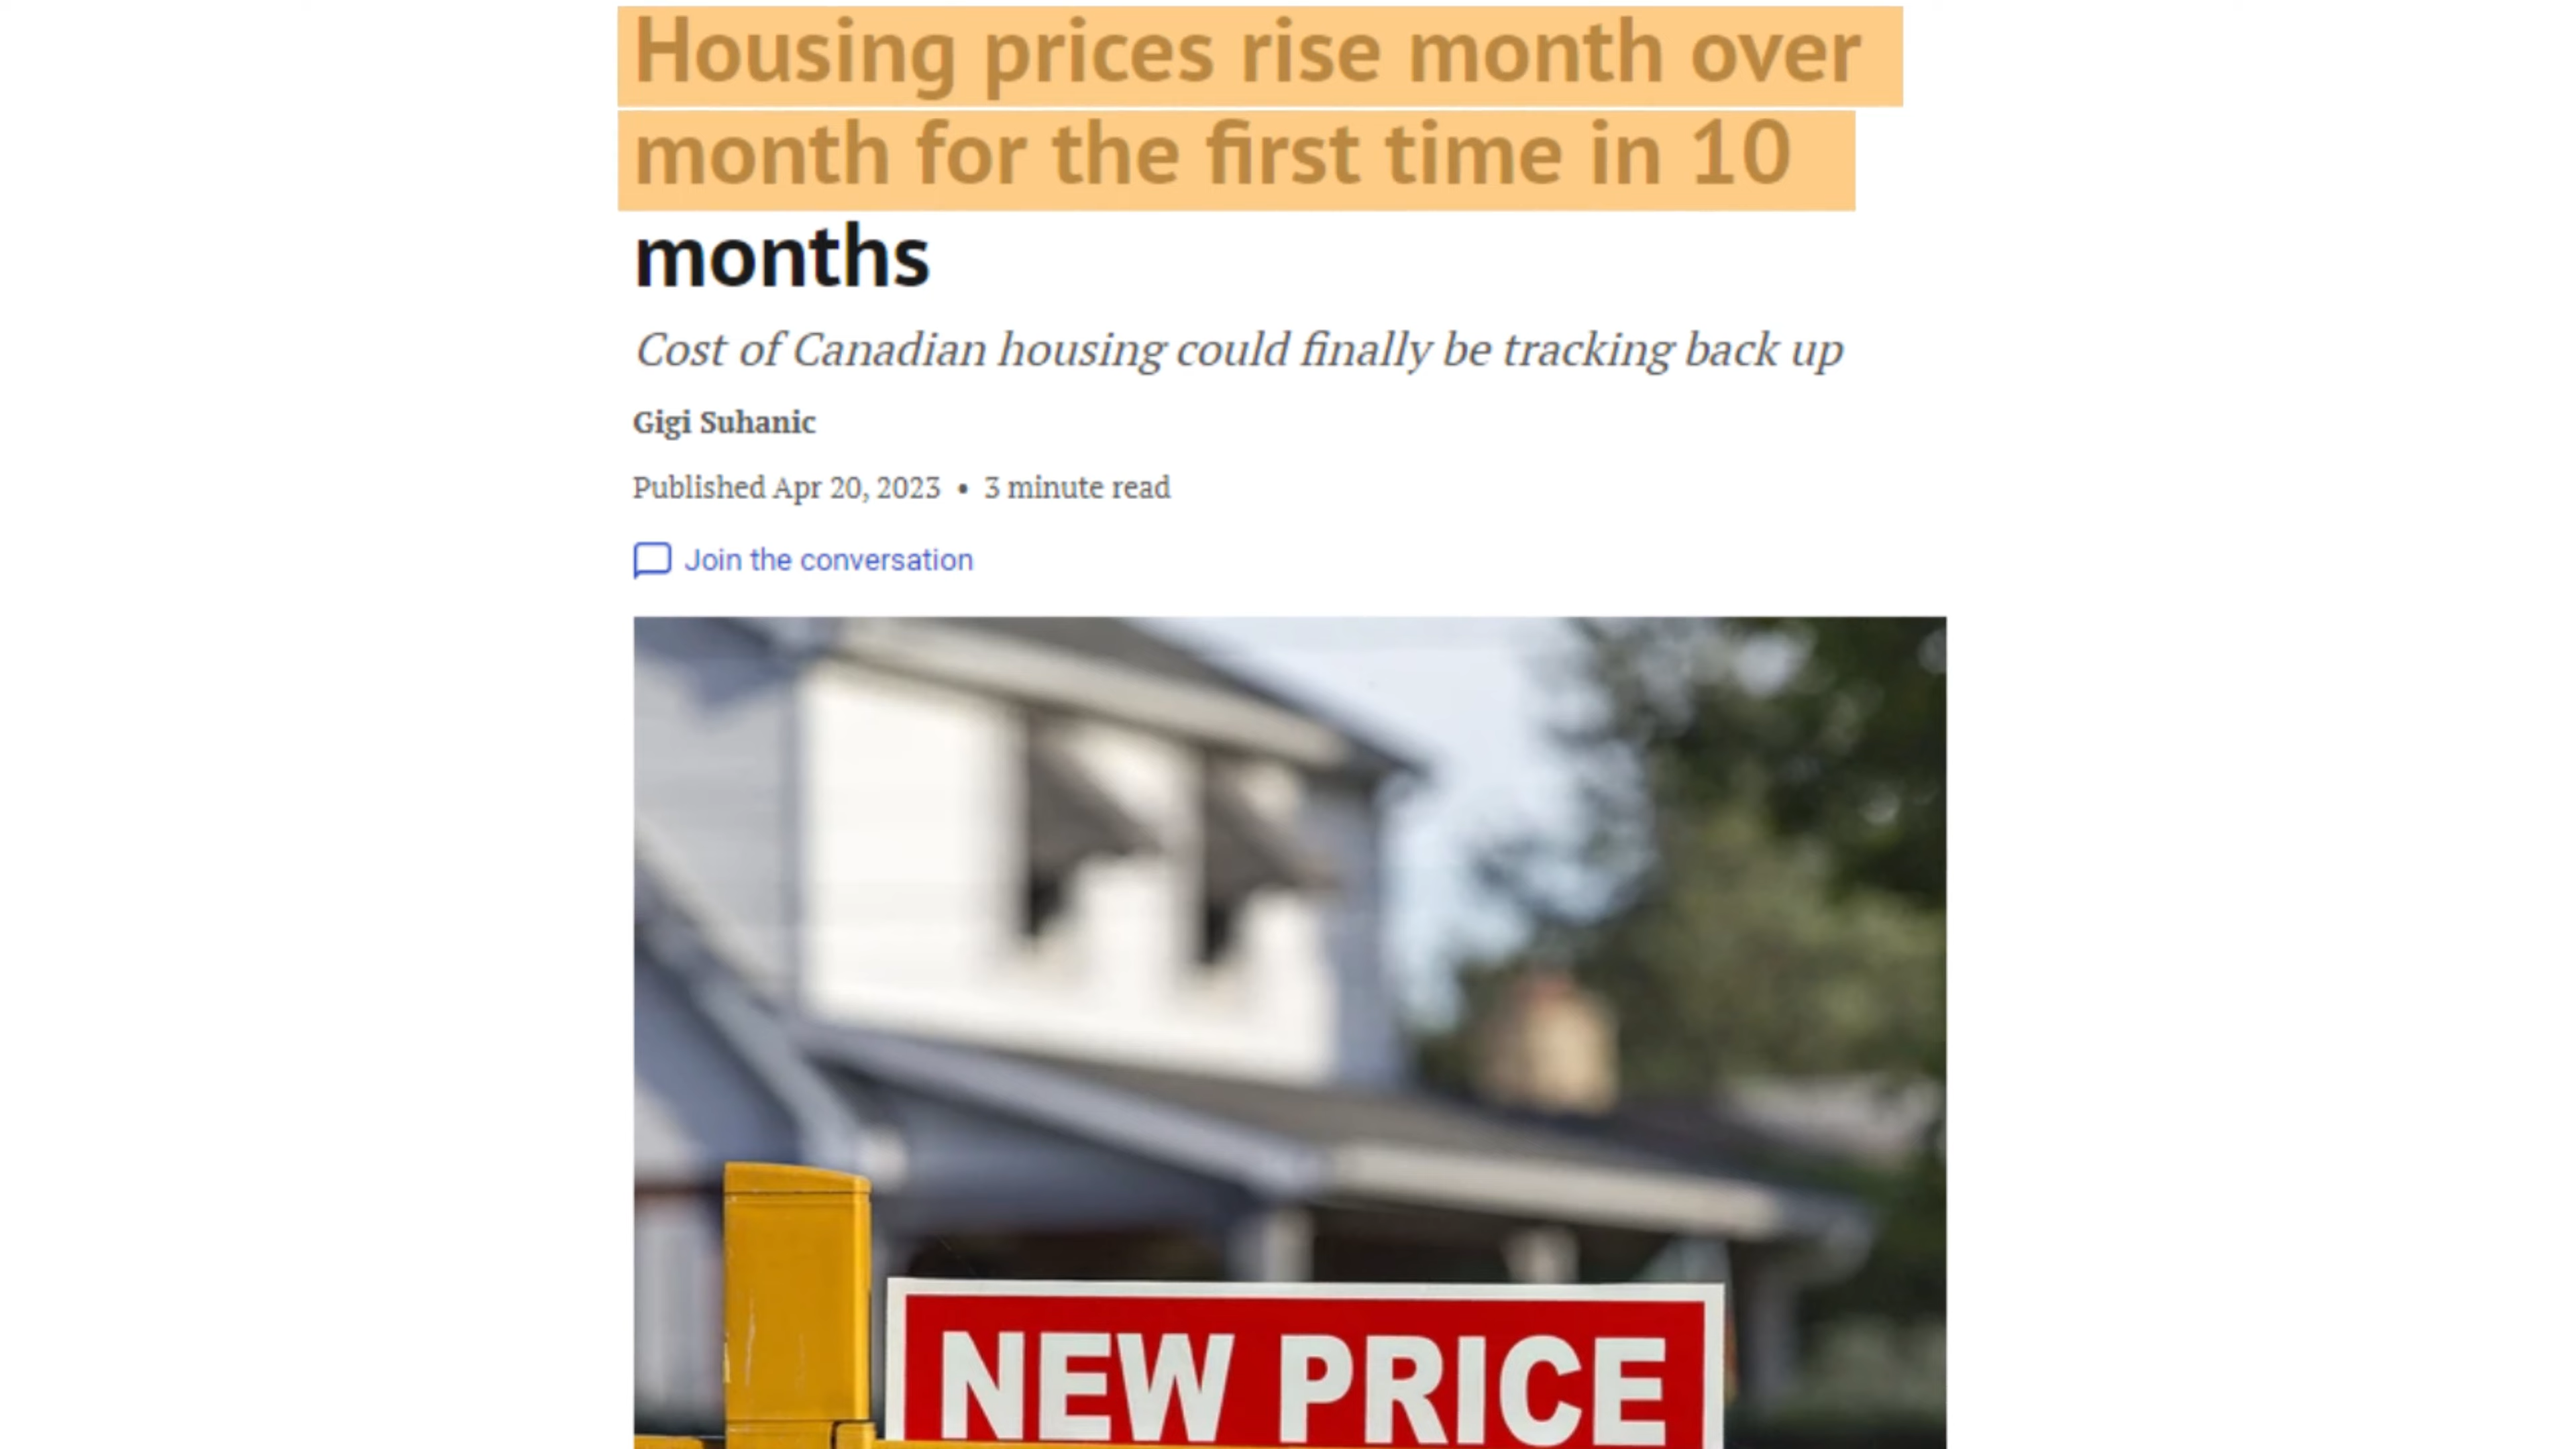 Housing prices rise month over
month for the first time in 10
months
Cost of Canadian housing could finally be tracking back up
Gigi Suhanic
Published Apr 20, 2023 • 3 minute read
Join the conversation
NEW PRICE